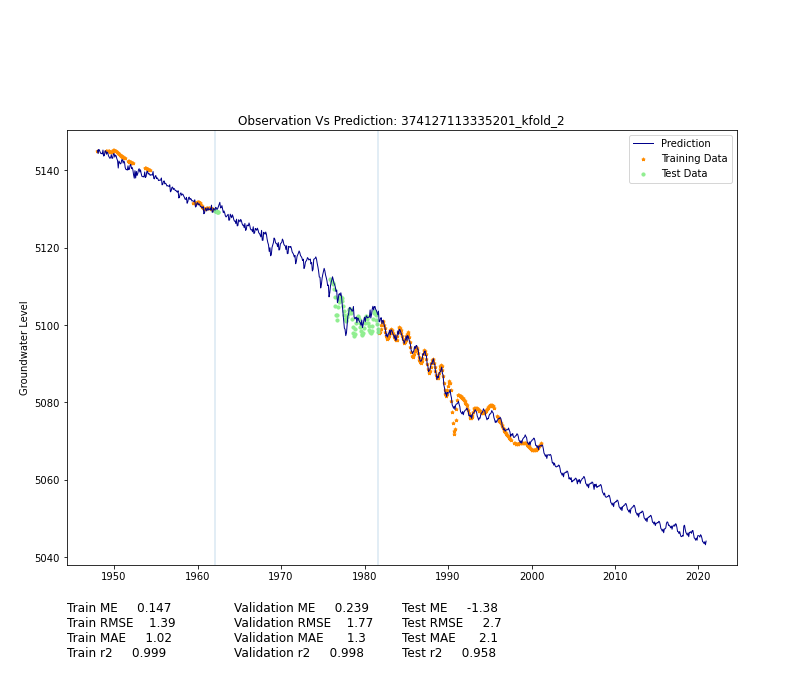 Observation Vs Prediction: 374127113335201_kfold_2
Prediction
Training Data
Test Data
Groundwater Level
5140
5120
5100
5080
5060
5040
1950 1960 1970 1980 1990 2000 2010 2020
Train ME 0.147 Validation ME 0.239 Test ME -1.38
Train RMSE 1.39 Validation RMSE 1.77 Test RMSE 2.7
Train MAE 1.02 Validation MAE 1.3 Test MAE 2.1
Train r2 0.999 Validation r2 0.998 Test r2 0.958